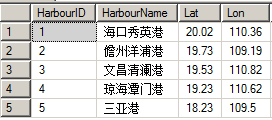 HarbourID HarbourName Lat Lon
1 1 海口秀英港 20.02 110.36
2 2 儋州洋浦港 19.73 109.19
3 3 文昌清澜港 19.53 110.82
4 4 琼海潭门港 19.23 110.62
5 5 三亚港 18.23 109.5